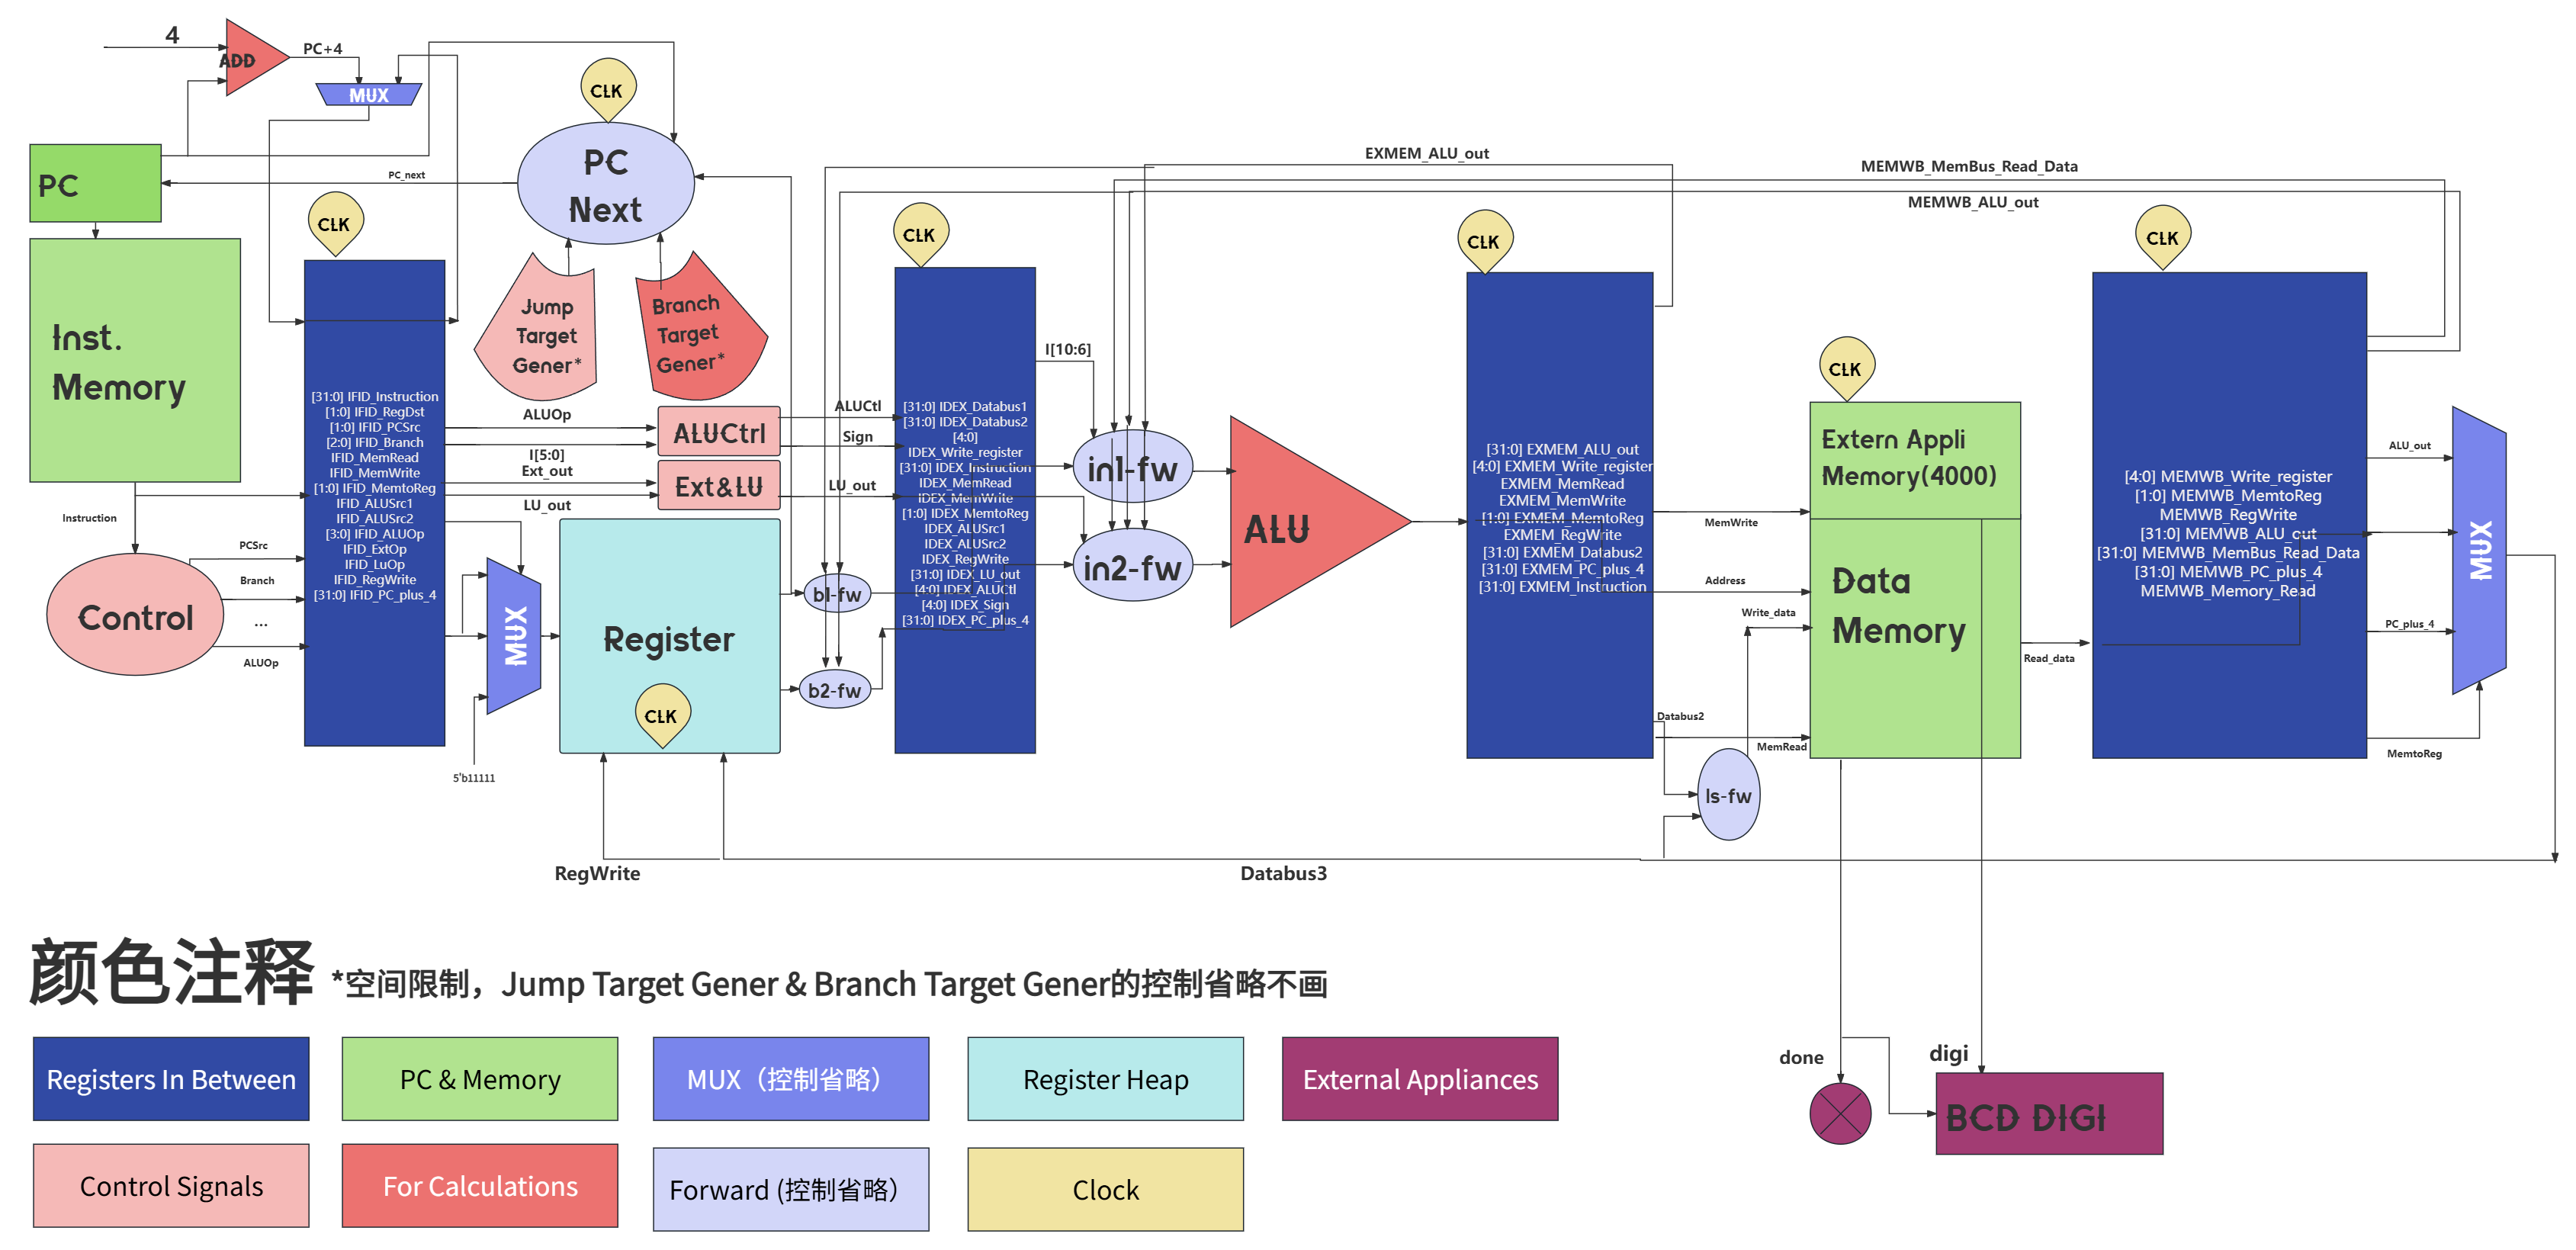 4
ADD
PC+4
MUX
CLK
PC
Next
PC
PC_next
CLK
Inst.
Memory
Jump
Target
Gener*
Branch
Target
Gener*
[31:0] IFID_Instruction
[1:0] IFID_RegDst
[1:0] IFID_PCSrc
[2:0] IFID_Branch
IFID_MemRead
IFID_MemWrite
[1:0] IFID_MemtoReg
IFID_ALUSrc1
IFID_ALUSrc2
[3:0] IFID_ALUOp
IFID_ExtOp
IFID_LuOp
IFID_RegWrite
[31:0] IFID_PC_plus_4
Instruction
Control
PCSrc
Branch
...
ALUOp
ALUOp
I[5:0]
Ext_out
LU_out
ALUCtrl
Ext&LU
MUX
5'b11111
Register
CLK
ALUCtl
Sign
LU_out
b1-fw
b2-fw
CLK
[31:0] IDEX_Databus1
[31:0] IDEX_Databus2
[4:0]
IDEX_Write_register
[31:0] IDEX_Instruction
IDEX_MemRead
IDEX_MemWrite
[1:0] IDEX_MemtoReg
IDEX_ALUSrc1
IDEX_ALUSrc2
IDEX_RegWrite
[31:0] IDEX_LU_out
[4:0] IDEX_ALUCtl
[4:0] IDEX_Sign
[31:0] IDEX_PC_plus_4
I[10:6]
in1-fw
in2-fw
ALU
EXMEM_ALU_out
MEMWB_MemBus_Read_Data
MEMWB_ALU_out
CLK
[31:0] EXMEM_ALU_out
[4:0] EXMEM_Write_register
EXMEM_MemRead
EXMEM_MemWrite
[1:0] EXMEM_MemtoReg
EXMEM_RegWrite
[31:0] EXMEM_Databus2
[31:0] EXMEM_PC_plus_4
[31:0] EXMEM_Instruction
MemWrite
Address
Write_data
Databus2
MemRead
ls-fw
CLK
Extern Appli
Memory(4000)
Data
Memory
Read_data
CLK
[4:0] MEMWB_Write_register
[1:0] MEMWB_MemtoReg
MEMWB_RegWrite
[31:0] MEMWB_ALU_out
[31:0] MEMWB_MemBus_Read_Data
[31:0] MEMWB_PC_plus_4
MEMWB_Memory_Read
ALU_out
PC_plus_4
MemtoReg
MUX
RegWrite
Databus3
done
digi
BCD DIGI
颜色注释 *空间限制，Jump Target Gener & Branch Target Gener的控制省略不画
Registers In Between
PC & Memory
MUX（控制省略）
Register Heap
External Appliances
Control Signals
For Calculations
Forward (控制省略）
Clock